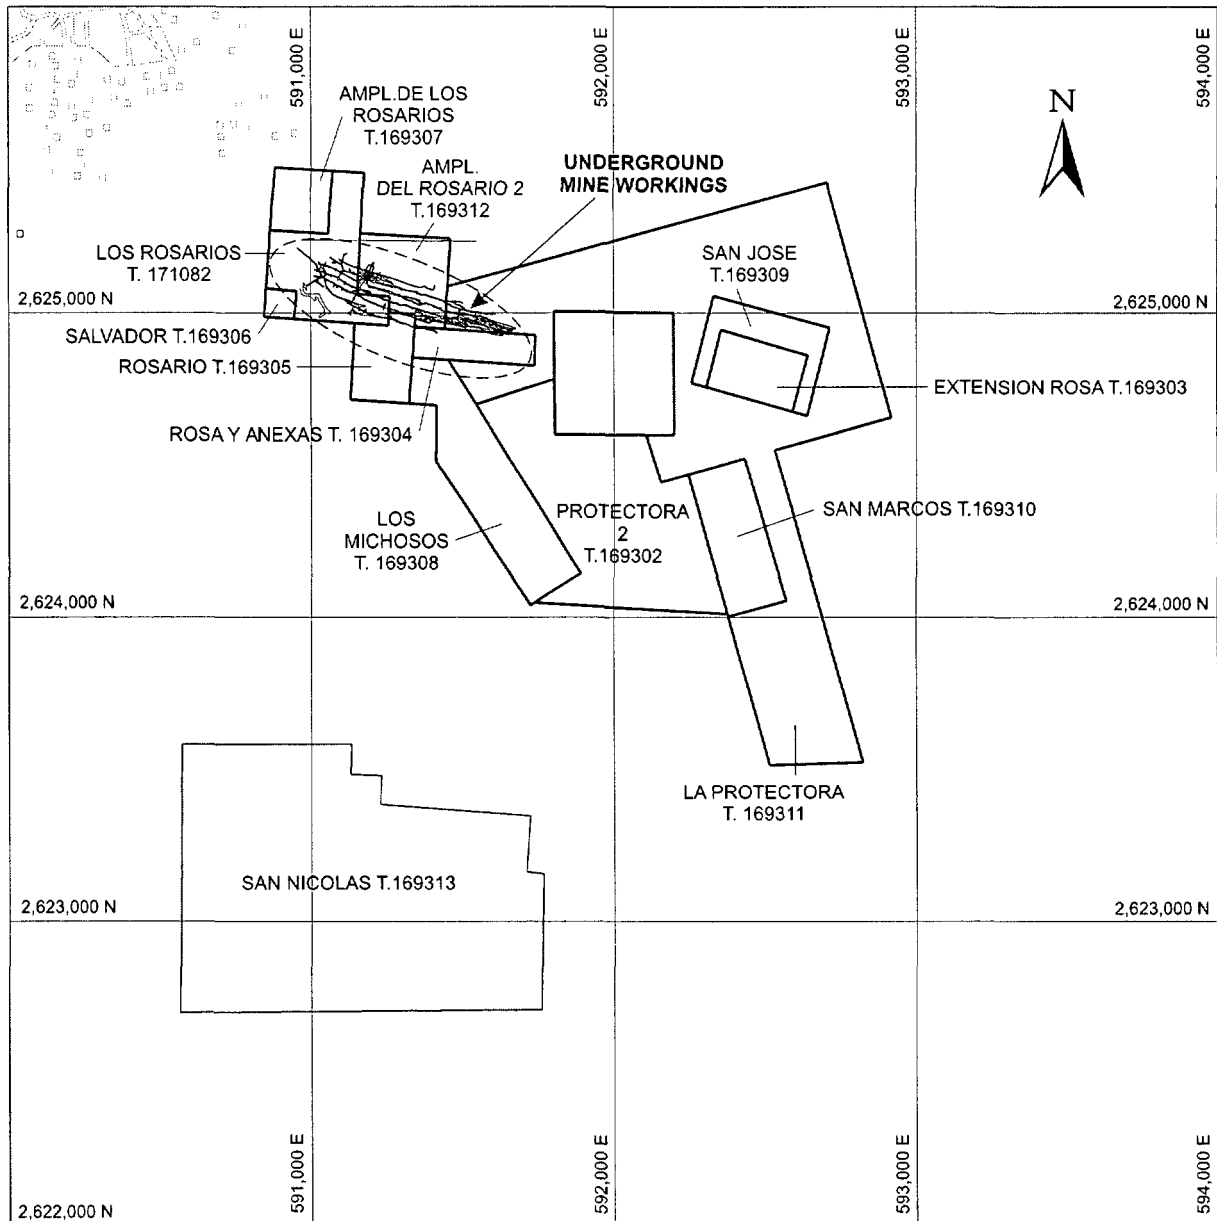 591,000 E
592,000 E
593,000 E
594,000 E
N
AMPL.DE LOS
ROSARIOS
T.169307
AMPL.
DEL ROSARIO 2
T.169312
UNDERGROUND
MINE WORKINGS
LOS ROSARIOS
T. 171082
SAN JOSE
T.169309
2,625,000 N
2,625,000 N
SALVADOR T.169306
ROSARIO T.169305
EXTENSION ROSA T.169303
ROSA Y ANEXAS T. 169304
LOS
MICHOSOS
T. 169308
PROTECTORA
2
T.169302
SAN MARCOS T.169310
2,624,000 N
2,624,000 N
LA PROTECTORA
T. 169311
SAN NICOLAS T.169313
2,623,000 N
2,623,000 N
591,000 E
592,000 E
593,000 E
594,000 E
2,622,000 N